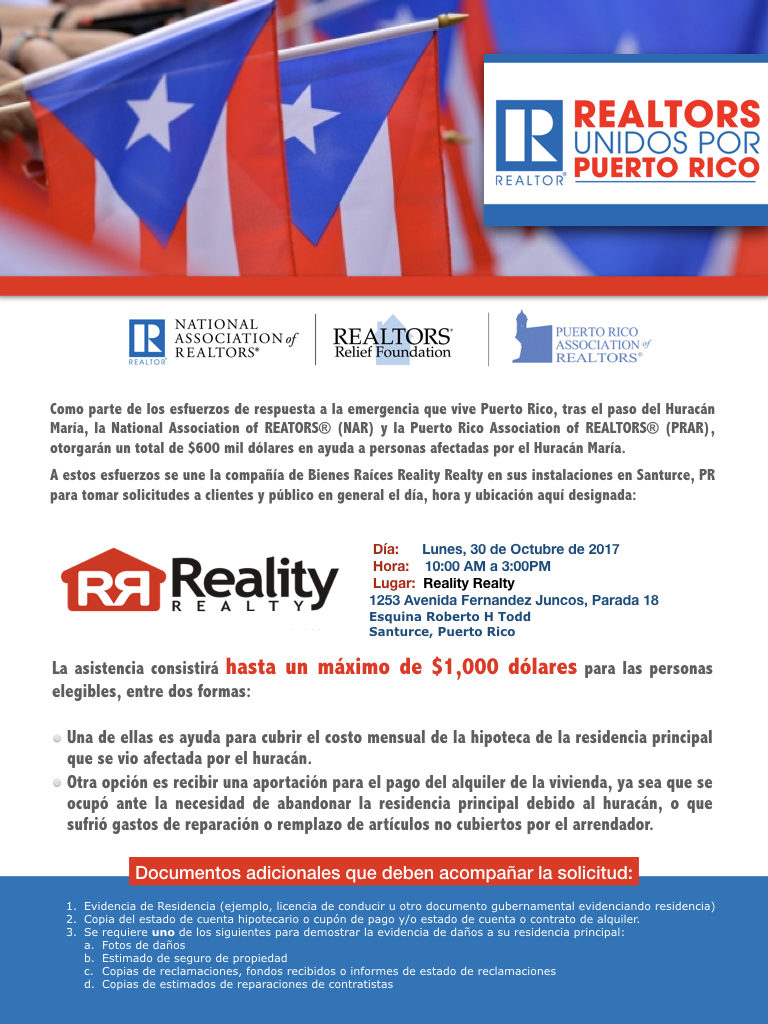 REALTORS
UNIDOS POR
PUERTO RICO
REALTOR®
NATIONAL
ASSOCIATION of
REALTORS®
REALTOR
REALTORS®
Relief Foundation
PUERTO RICO
ASSOCIATION of
REALTORS®
Como parte de los esfuerzos de respuesta a la emergencia que vive Puerto Rico, tras el paso del Huracán
María, la National Association of REATORS® (NAR) y la Puerto Rico Association of REALTORS® (PRAR),
otorgarán un total de $600 mil dólares en ayuda a personas afectadas por el Huracán María.
A estos esfuerzos se une la compañía de Bienes Raíces Reality Realty en sus instalaciones en Santurce, PR
para tomar solicitudes a clientes y público en general el día, hora y ubicación aquí designada:
RR Reality
REALTY
Día: Lunes, 30 de Octubre de 2017
Hora: 10:00 AM a 3:00PM
Lugar: Reality Realty
1253 Avenida Fernandez Juncos, Parada 18
Esquina Roberto H Todd
Santurce, Puerto Rico
La asistencia consistirá hasta un máximo de $1,000 dólares para las personas
elegibles, entre dos formas:
Una de ellas es ayuda para cubrir el costo mensual de la hipoteca de la residencia principal
que se vio afectada por el huracán.
Otra opción es recibir una aportación para el pago del alquiler de la vivienda, ya sea que se
ocupó ante la necesidad de abandonar la residencia principal debido al huracán, o que
sufrió gastos de reparación o remplazo de artículos no cubiertos por el arrendador.
Documentos adicionales que deben acompañar la solicitud:
1. Evidencia de Residencia (ejemplo, licencia de conducir u otro documento gubernamental evidenciando residencia)
2. Copia del estado de cuenta hipotecario o cupón de pago y/o estado de cuenta o contrato de alquiler.
3. Se requiere uno de los siguientes para demostrar la evidencia de daños a su residencia principal:
a. Fotos de daños
b. Estimado de seguro de propiedad
c. Copias de reclamaciones, fondos recibidos o informes de estado de reclamaciones
d. Copias de estimados de reparaciones de contratistas